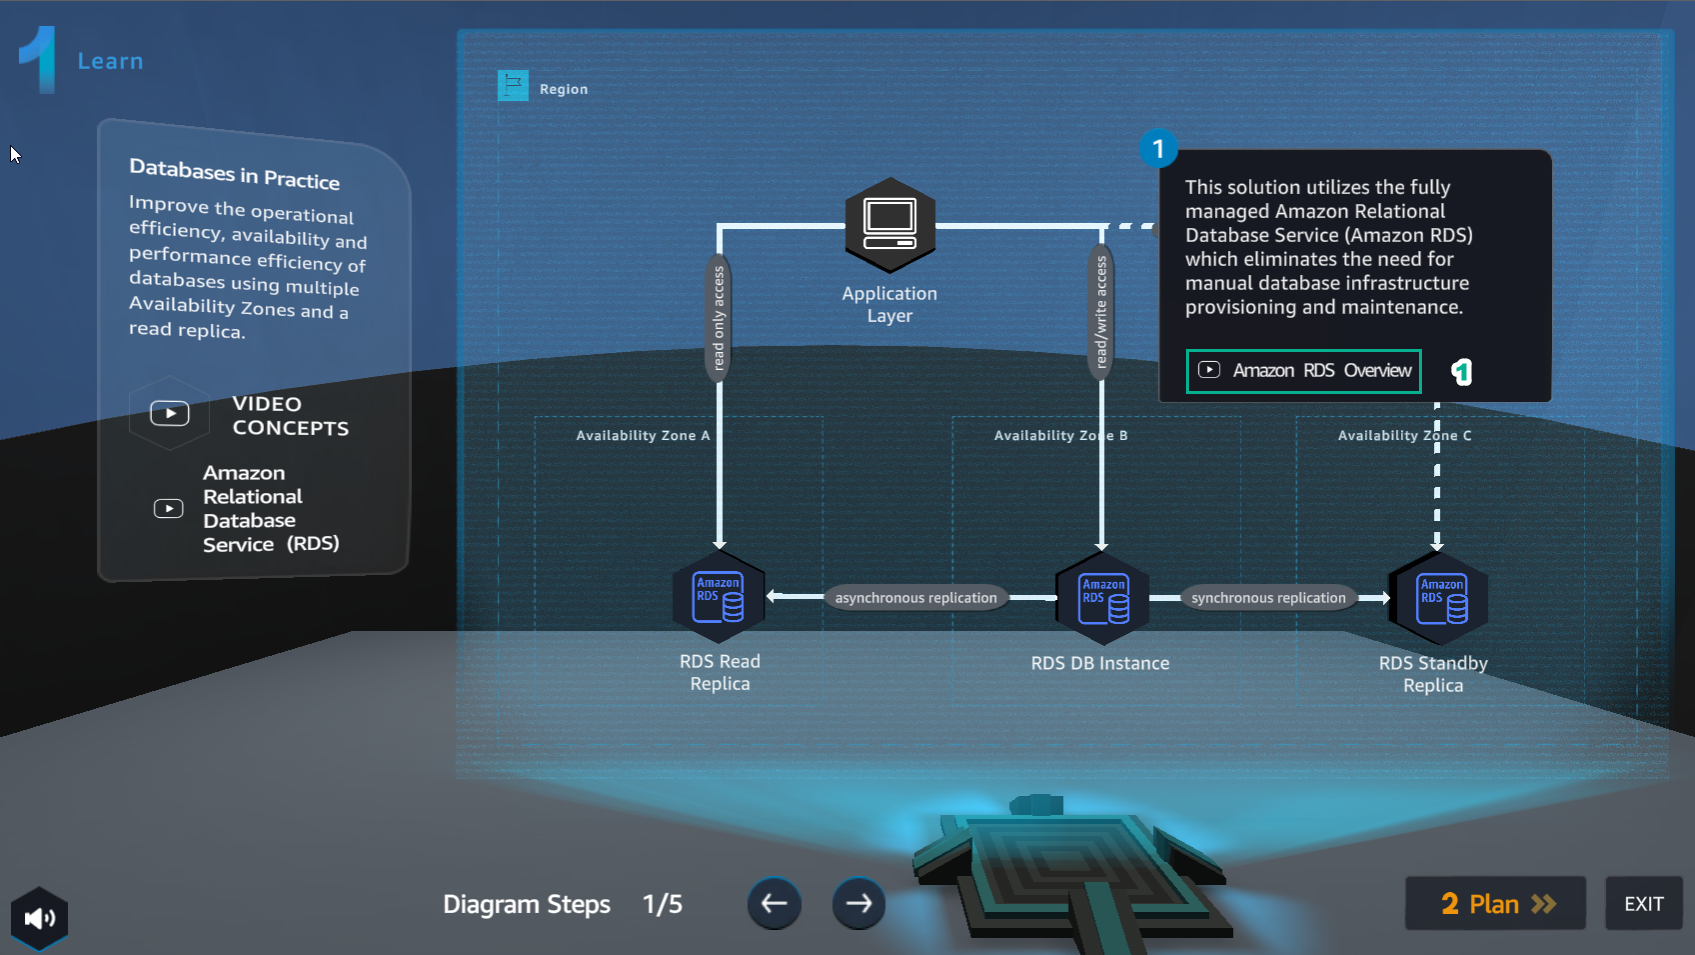 1 Learn
Databases in Practice
Improve the operational
efficiency, availability and
performance efficiency of
databases using multiple
Availability Zones and a
read replica.
VIDEO
CONCEPTS
Amazon
Relational
Database
Service (RDS)
Region
Application
Layer
read only access
read/write access
1
This solution utilizes the fully
managed Amazon Relational
Database Service (Amazon RDS)
which eliminates the need for
manual database infrastructure
provisioning and maintenance.
Amazon RDS Overview
1
Availability Zone A
Availability Zone B
Availability Zone C
Amazon
RDS
asynchronous replication
Amazon
RDS
synchronous replication
Amazon
RDS
RDS Read
Replica
RDS DB Instance
RDS Standby
Replica
Diagram Steps 1/5
2 Plan
EXIT